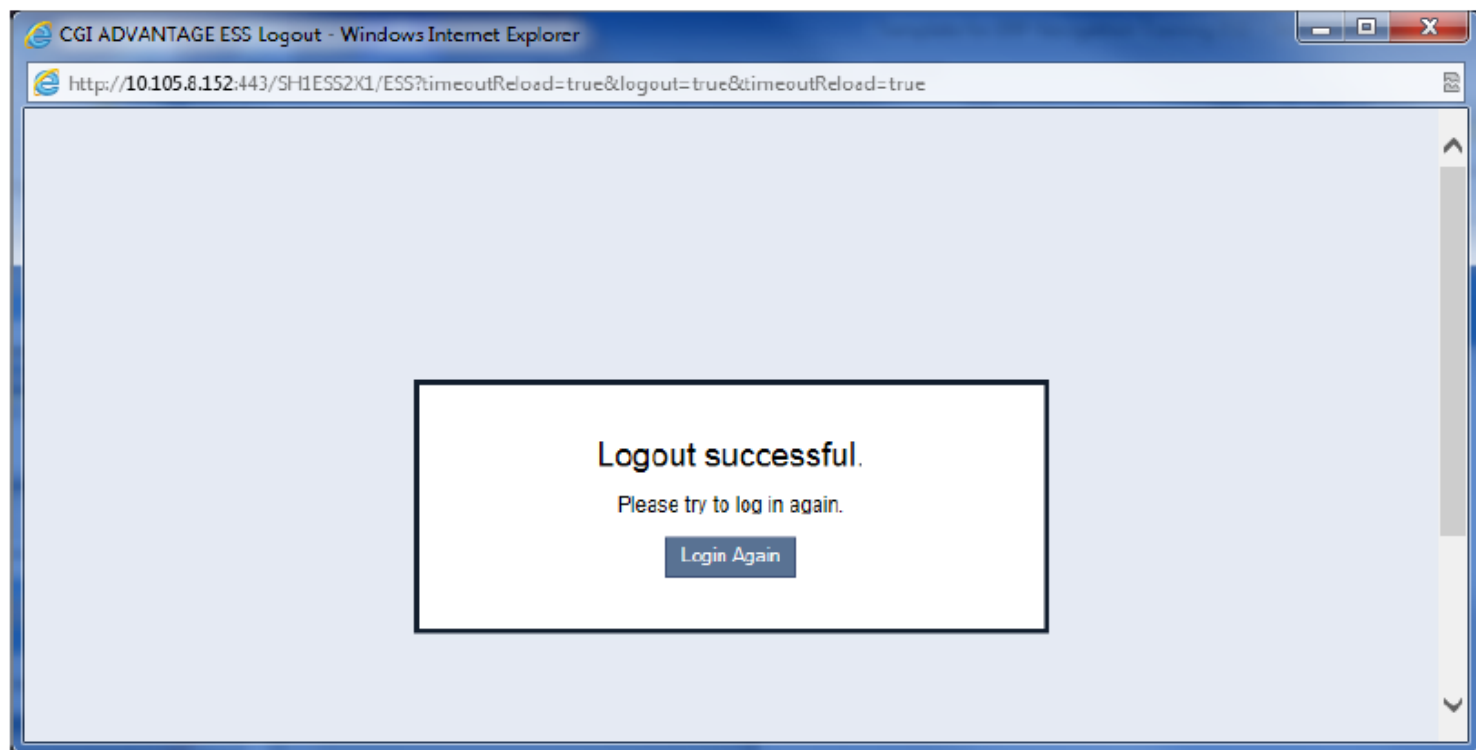 CGI ADVANTAGE ESS Logout - Windows Internet Explorer
http://10.105.8.152:443/SH1ESS2X1/ESS?timeoutReload=true&logout=true&timeoutReload=true
Logout successful.
Please try to log in again.
Login Again